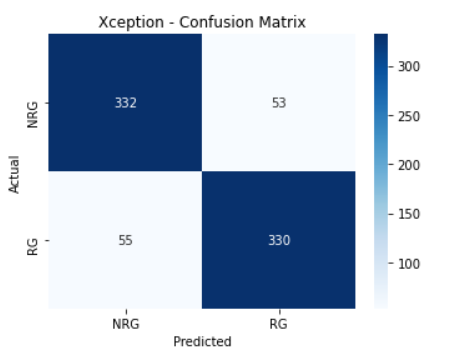 Xception - Confusion Matrix
NRG
332
53
RG
55
330
Actual
NRG
RG
Predicted
300
250
200
150
100